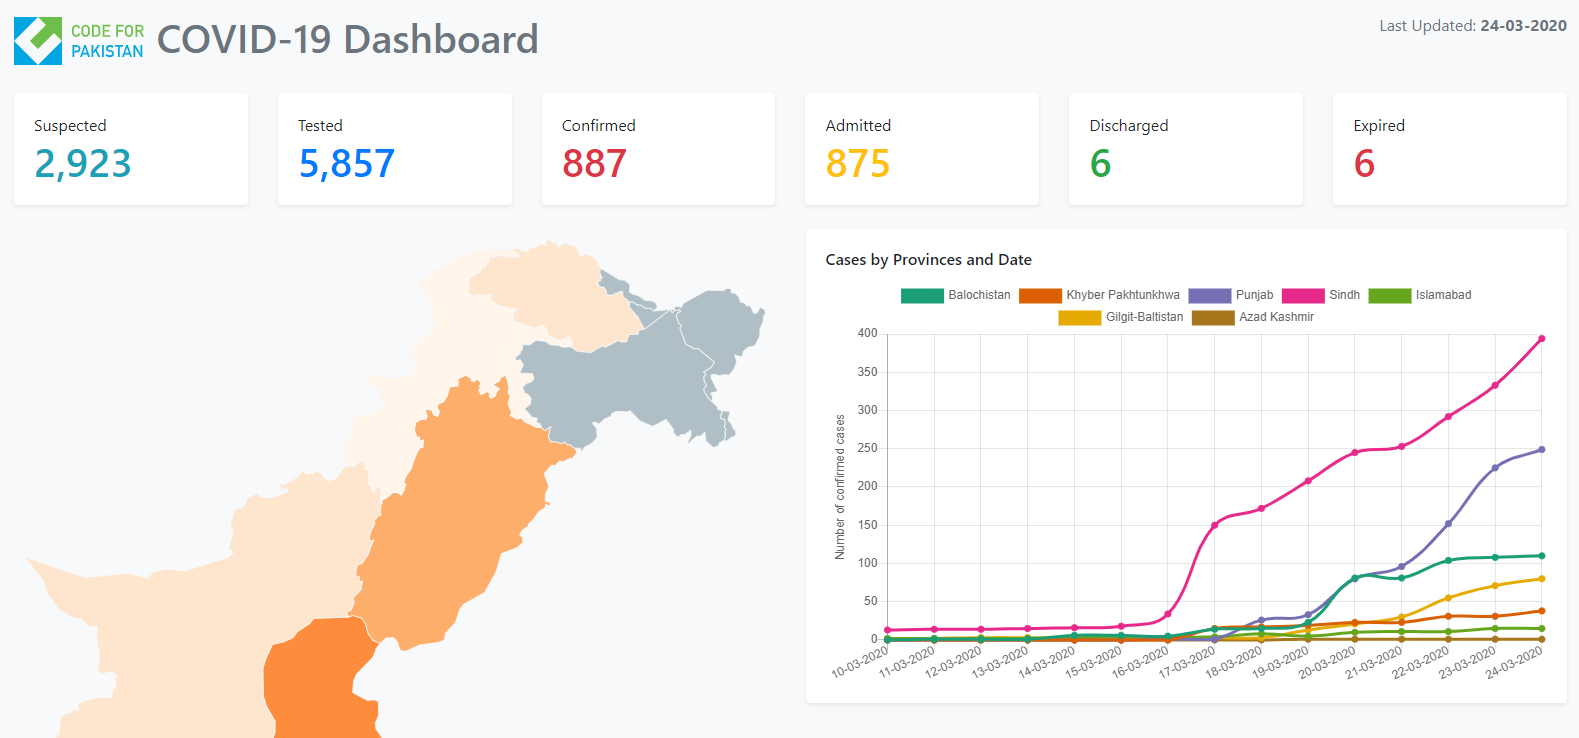 CODE FOR
PAKISTAN
COVID-19 Dashboard
Last Updated: 24-03-2020
Suspected
2,923
Tested
5,857
Confirmed
887
Admitted
875
Discharged
6
Expired
6
Cases by Provinces and Date
Balochistan Khyber Pakhtunkhwa Punjab Sindh Islamabad
Gilgit-Baltistan Azad Kashmir
Number of confirmed cases
400
350
300
250
200
150
100
50
0
10-03-2020 11-03-2020 12-03-2020 13-03-2020 14-03-2020 15-03-2020 16-03-2020 17-03-2020 18-03-2020 19-03-2020 20-03-2020 21-03-2020 22-03-2020 23-03-2020 24-03-2020